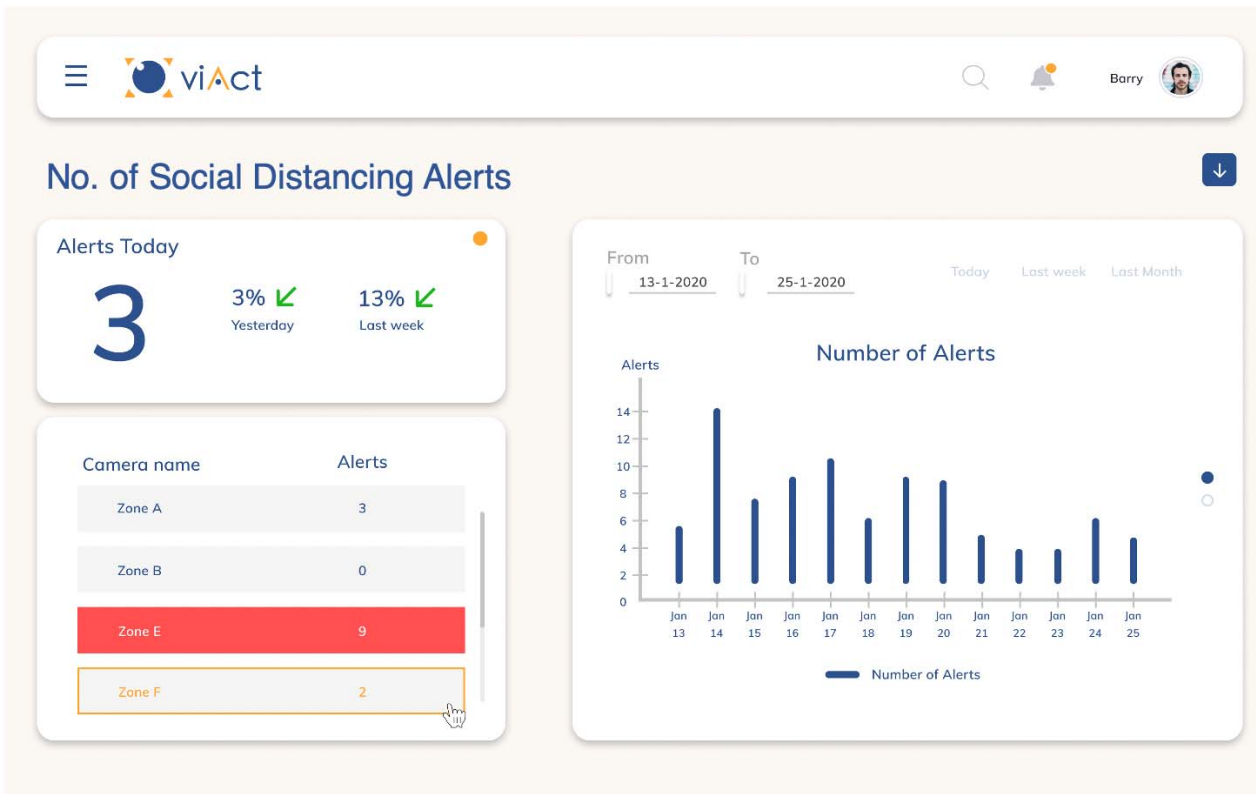 viAct
Barry
No. of Social Distancing Alerts
Alerts Today
3
3%
Yesterday
13%
Last week
Camera name Alerts
Zone A 3
Zone B 0
Zone E 9
Zone F 2
From To
13-1-2020 25-1-2020
Today Last week Last Month
Number of Alerts
Alerts
14
12
10
8
6
4
2
0
Jan Jan Jan Jan Jan Jan Jan Jan Jan Jan Jan Jan Jan
13 14 15 16 17 18 19 20 21 22 23 24 25
Number of Alerts